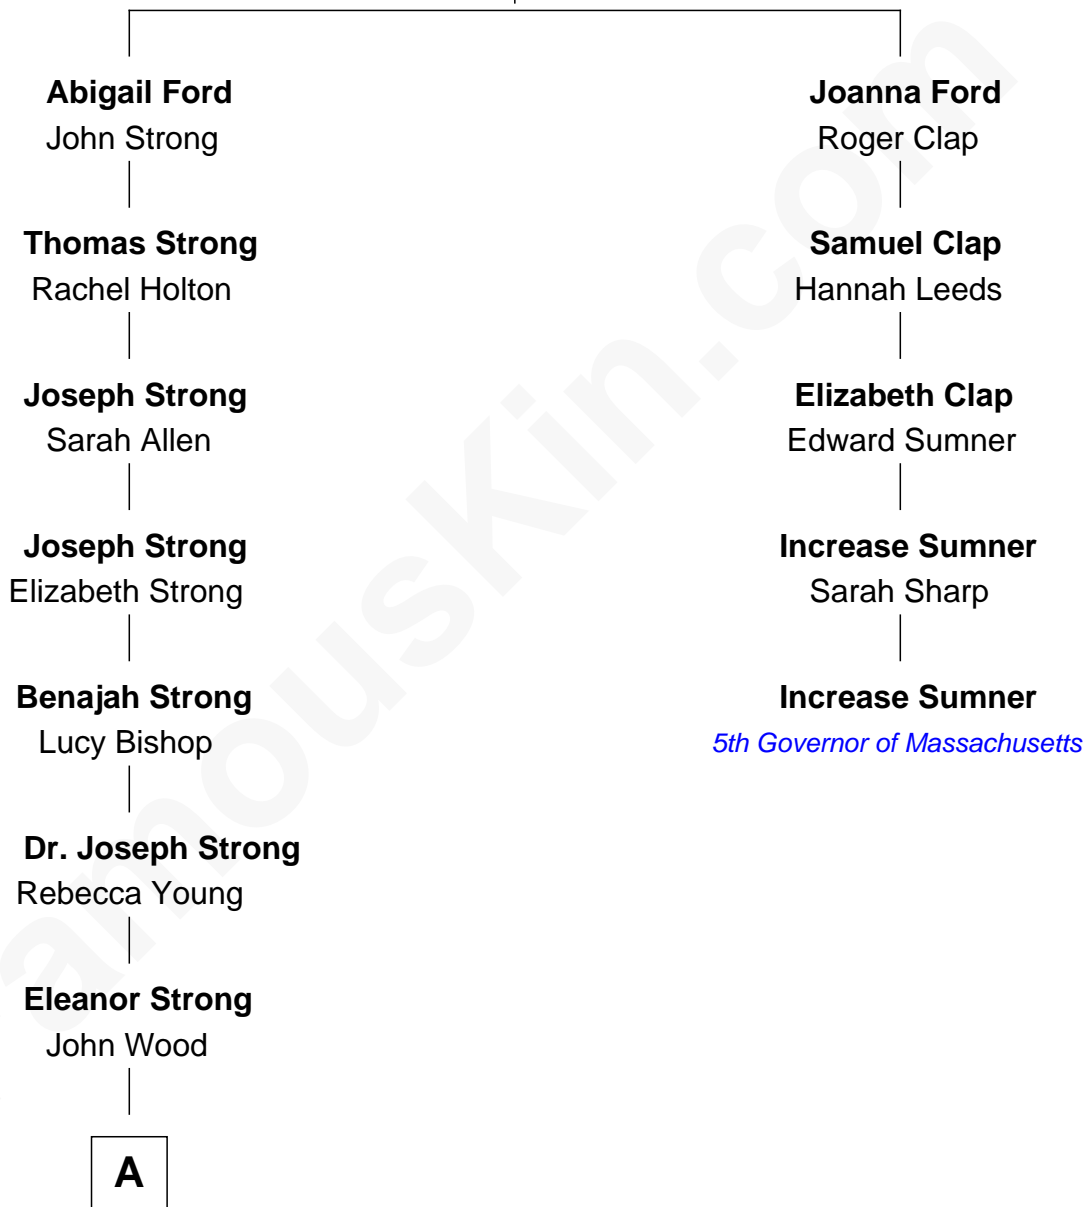 Abigail Ford
John Strong
Thomas Strong
Rachel Holton
Joseph Strong
Sarah Allen
Joseph Strong
Elizabeth Strong
Benajah Strong
Lucy Bishop
Dr. Joseph Strong
Rebecca Young
Eleanor Strong
John Wood
A
Joanna Ford
Roger Clap
Samuel Clap
Hannah Leeds
Elizabeth Clap
Edward Sumner
Increase Sumner
Sarah Sharp
Increase Sumner
5th Governor of Massachusetts
amouskin.com